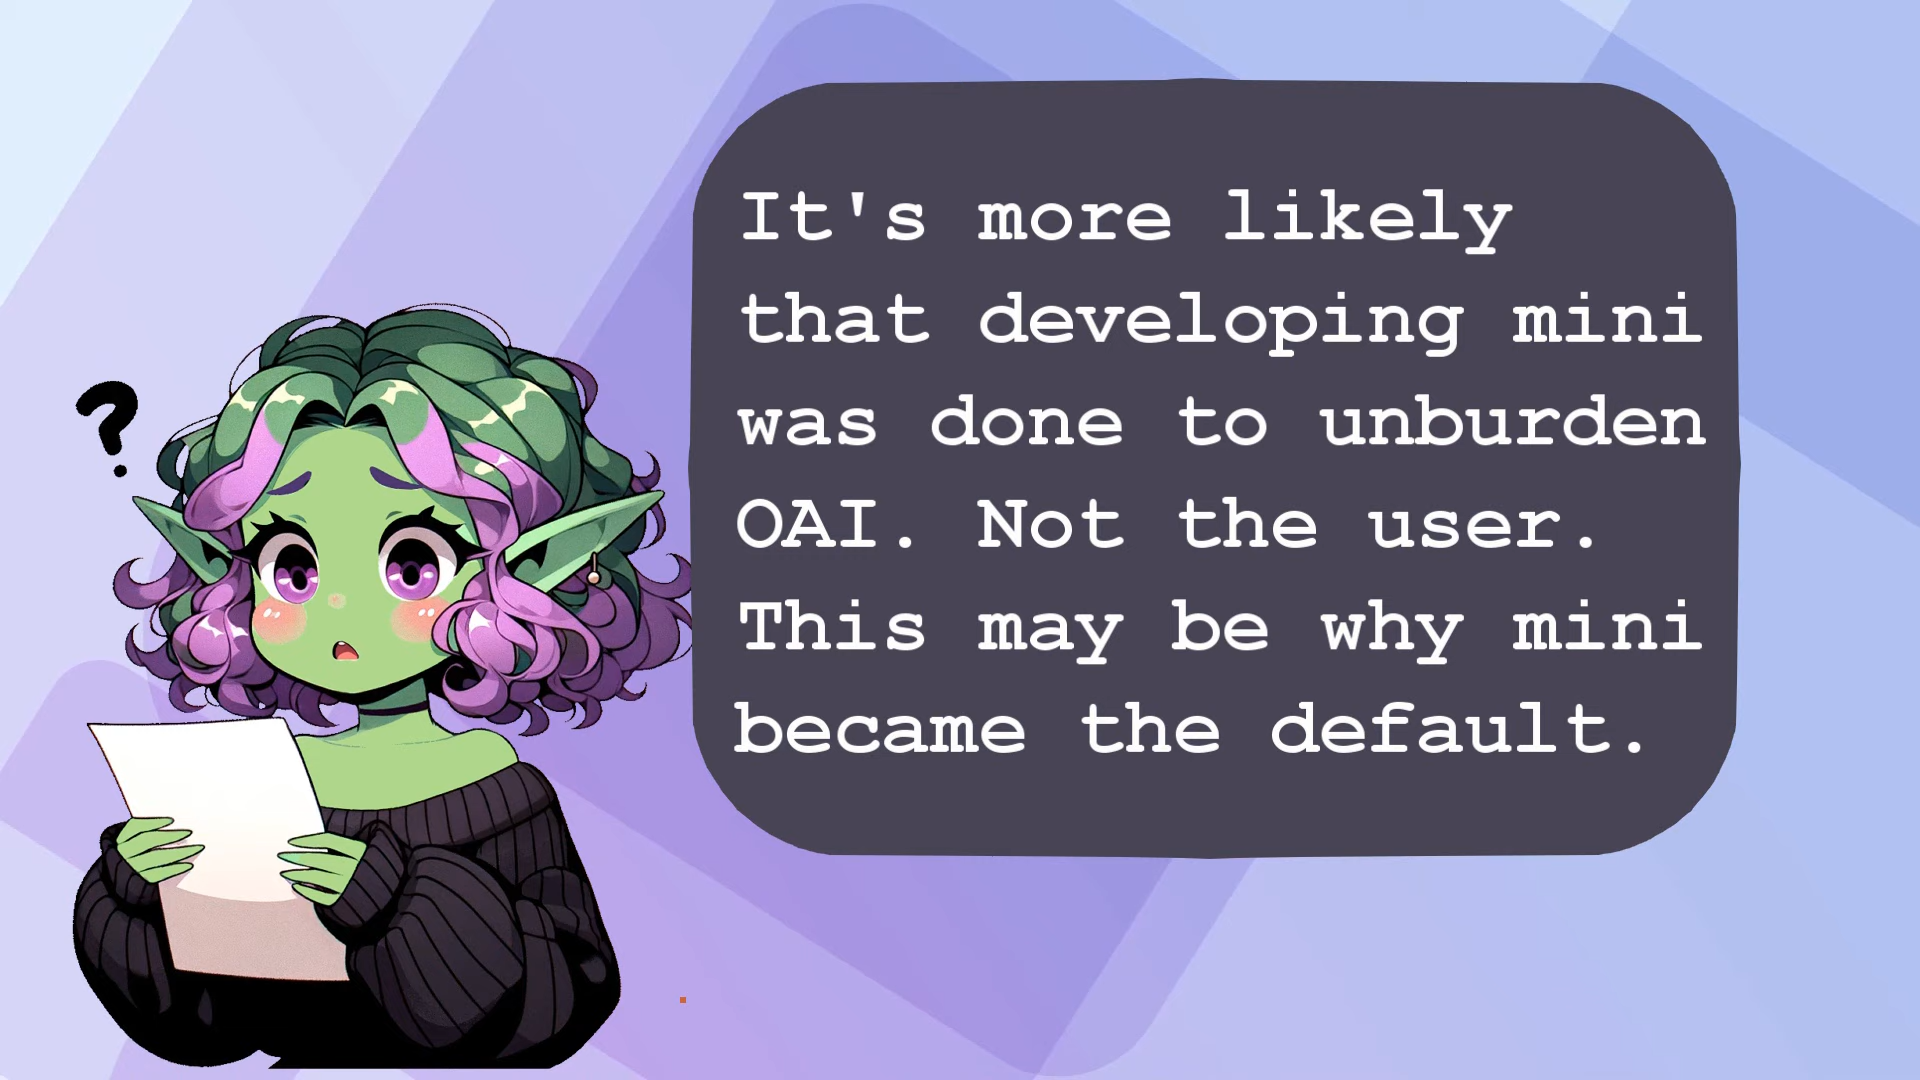 ?
It's more likely
that developing mini
was done to unburden
OAI. Not the user.
This may be why mini
became the default.